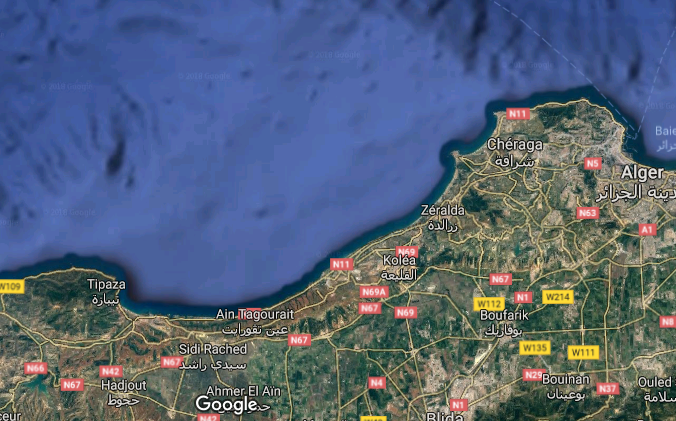 N11
Chéraga
شراقة
N5
Baie
Alger
N63
Zéralda
زرالدة
A1
N11
N69
Koléa
القليعة
N67
W109
Tipaza
تيبازة
N69A
N1
W214
W112
N67
N69
Boufarik
بوفاريك
Ain Tagourait
عين تقورايت
N8
N67
W135
W111
Sidi Rached
سيدي راشد
N67
N66
N42
N67
Hadjout
حجوط
N4
N29
Bouinan
بوعينان
N37
Ouled
Ahmer El Ain
Google
N1
Blida
N42